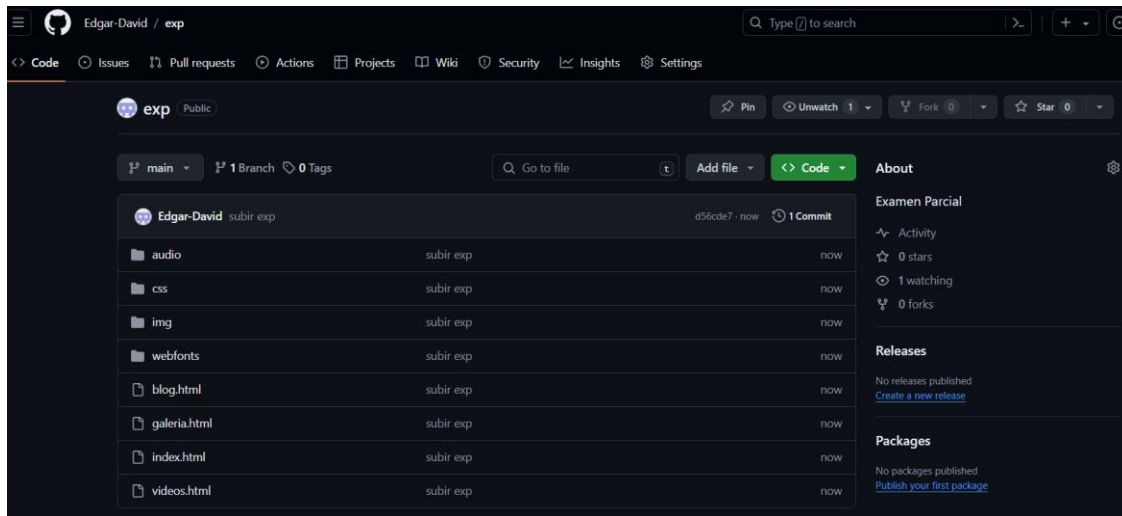 Edgar-David / exp
Type / to search
Code Issues Pull requests Actions Projects Wiki Security Insights Settings
exp Public
Pin Unwatch 1 Fork 0 Star 0
main 1 Branch 0 Tags
Go to file t Add file Code
Edgar-David subir exp d56cde7 · now 1 Commit
audio subir exp now
css subir exp now
img subir exp now
webfonts subir exp now
blog.html subir exp now
galeria.html subir exp now
index.html subir exp now
videos.html subir exp now
About
Examen Parcial
Activity
0 stars
1 watching
0 forks
Releases
No releases published
Create a new release
Packages
No packages published
Publish your first package